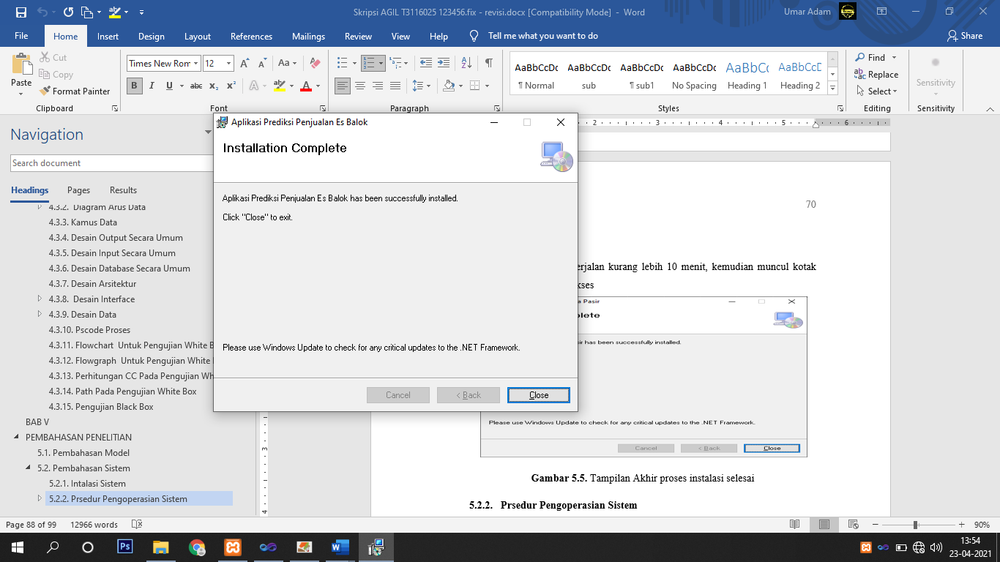 Skripsi AGIL T3116025 123456.fix - revisi.docx [Compatibility Mode] - Word
Umar Adam
File Home Insert Design Layout References Mailings Review View Help Tell me what you want to do Share
Paste
Cut
Copy
Format Painter
Clipboard
Times New Rom 12
Font
Paragraph
AaBbCcDc AaBbCcDc AaBbCcDc AaBbCcDc AaBbCc AaBbCcD
¶ Normal sub ¶ sub1 No Spacing Heading 1 Heading 2
Styles
Find
Replace
Select
Editing
Sensitivity
Sensitivity
Navigation
Search document
Headings Pages Results
4.3.2. Diagram Arus Data
4.3.3. Kamus Data
4.3.4. Desain Output Secara Umum
4.3.5. Desain Input Secara Umum
4.3.6. Desain Database Secara Umum
4.3.7. Desain Arsitektur
4.3.8. Desain Interface
4.3.9. Desain Data
4.3.10. Pscode Proses
4.3.11. Flowchart Untuk Pengujian White B
4.3.12. Flowgraph Untuk Pengujian White
4.3.13. Perhitungan CC Pada Pengujian Wh
4.3.14. Path Pada Pengujian White Box
4.3.15. Pengujian Black Box
BAB V
PEMBAHASAN PENELITIAN
5.1. Pembahasan Model
5.2. Pembahasan Sistem
5.2.1. Intalasi Sistem
5.2.2. Prsedur Pengoperasian Sistem
Aplikasi Prediksi Penjualan Es Balok
Installation Complete
Aplikasi Prediksi Penjualan Es Balok has been successfully installed.
Click "Close" to exit.
Please use Windows Update to check for any critical updates to the .NET Framework.
Cancel < Back Close
2 3 4 5 6
70
erjalan kurang lebih 10 menit, kemudian muncul kotak
kses
a Pasir
lete
ir has been successfully installed.
Please use Windows Update to check for any critical updates to the .NET Framework.
Cancel < Back Close
Gambar 5.5. Tampilan Akhir proses instalasi selesai
5.2.2. Prsedur Pengoperasian Sistem
3
4
Page 88 of 99 12966 words
90%
13:54
23-04-2021